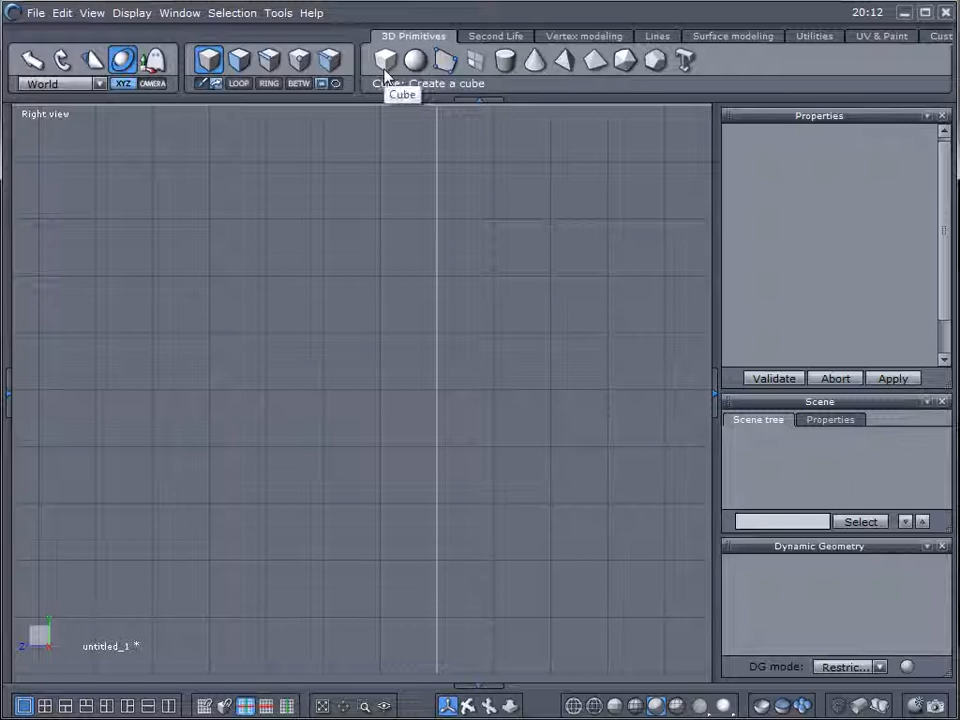 File Edit View Display Window Selection Tools Help
20:12
3D Primitives Second Life Vertex modeling Lines Surface modeling Utilities UV & Paint Cust
World XYZ CAMERA
LOOP RING BETW
: Create a cube
Cube
Right view
Properties
Validate Abort Apply
Scene
Scene tree Properties
Select
Dynamic Geometry
DG mode: Restric...
Y
Z X
untitled_1 *